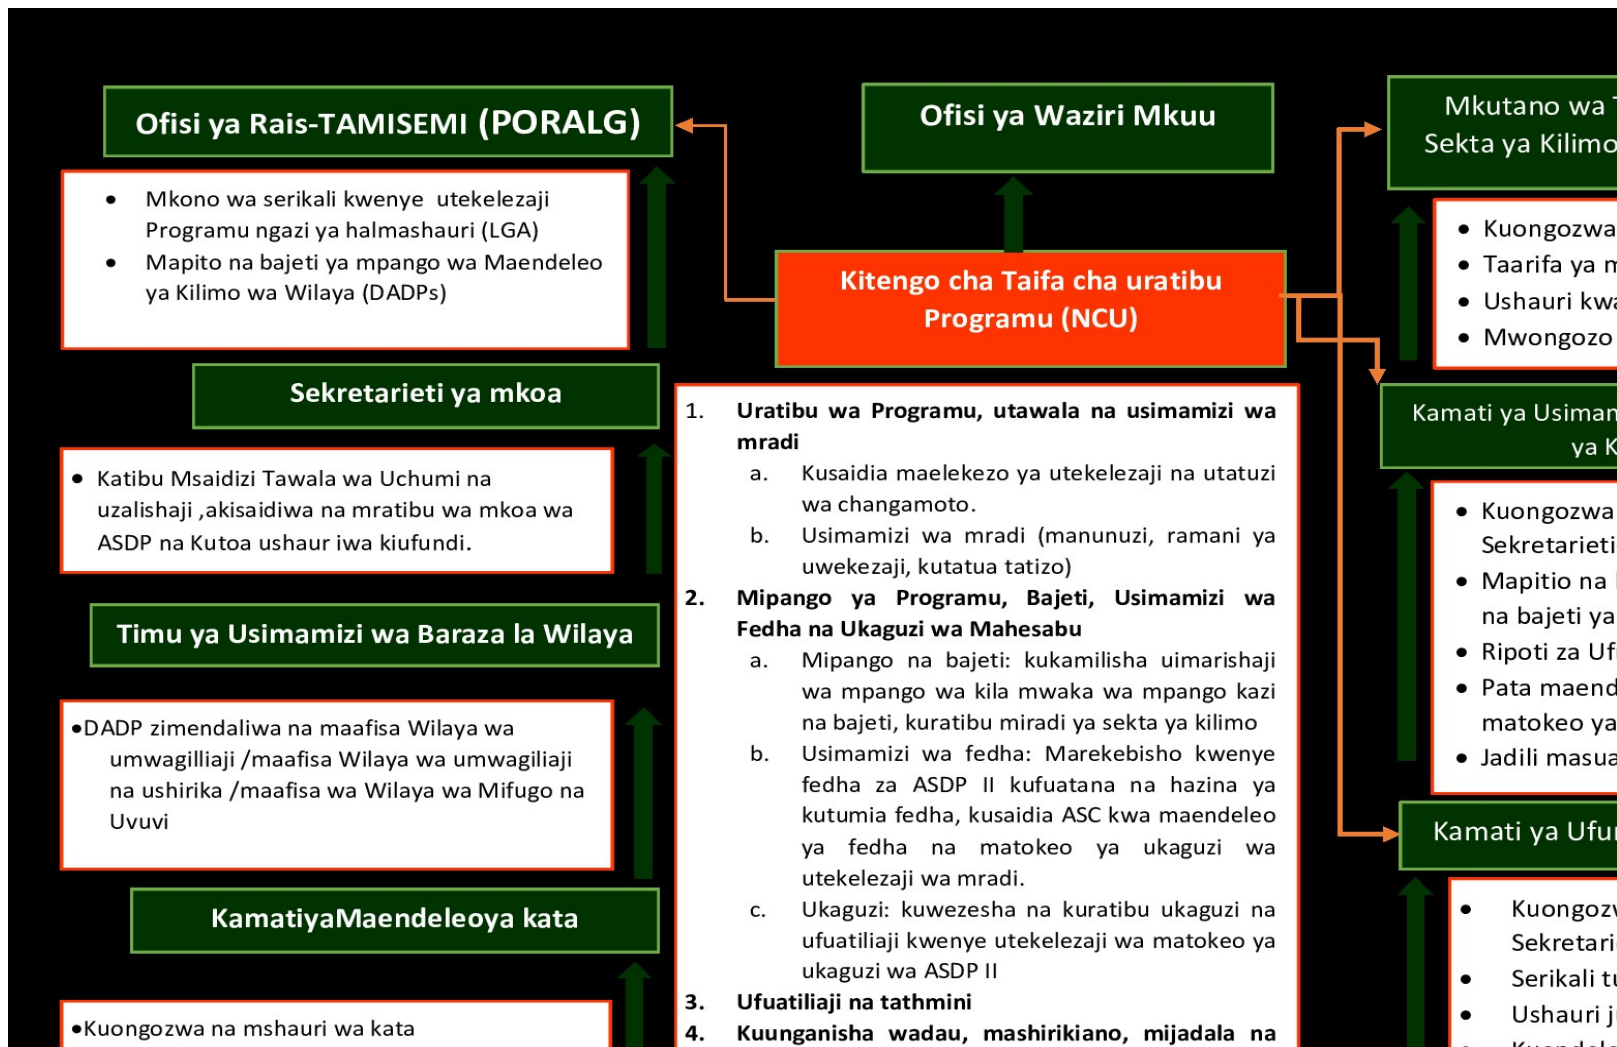 Ofisi ya Rais-TAMISEMI (PORALG)
• Mkono wa serikali kwenye utekelezaji
Programu ngazi ya halmashauri (LGA)
• Mapito na bajeti ya mpango wa Maendeleo
ya Kilimo wa Wilaya (DADPs)
Sekretarieti ya mkoa
• Katibu Msaidizi Tawala wa Uchumi na
uzalishaji ,akisaidiwa na mratibu wa mkoa wa
ASDP na Kutoa ushaur iwa kiufundi.
Timu ya Usimamizi wa Baraza la Wilaya
•DADP zimendaliwa na maafisa Wilaya wa
umwagilliaji /maafisa Wilaya wa umwagiliaji
na ushirika /maafisa wa Wilaya wa Mifugo na
Uvuvi
KamatiyaMaendeleoya kata
•Kuongozwa na mshauri wa kata
Ofisi ya Waziri Mkuu
Kitengo cha Taifa cha uratibu
Programu (NCU)
1. Uratibu wa Programu, utawala na usimamizi wa
mradi
a. Kusaidia maelekezo ya utekelezaji na utatuzi
wa changamoto.
b. Usimamizi wa mradi (manunuzi, ramani ya
uwekezaji, kutatua tatizo)
2. Mipango ya Programu, Bajeti, Usimamizi wa
Fedha na Ukaguzi wa Mahesabu
a. Mipango na bajeti: kukamilisha uimarishaji
wa mpango wa kila mwaka wa mpango kazi
na bajeti, kuratibu miradi ya sekta ya kilimo
b. Usimamizi wa fedha: Marekebisho kwenye
fedha za ASDP II kufuatana na hazina ya
kutumia fedha, kusaidia ASC kwa maendeleo
ya fedha na matokeo ya ukaguzi wa
utekelezaji wa mradi.
c. Ukaguzi: kuwezesha na kuratibu ukaguzi na
ufuatiliaji kwenye utekelezaji wa matokeo ya
ukaguzi wa ASDP II
3. Ufuatiliaji na tathmini
4. Kuunganisha wadau, mashirikiano, mijadala na
Mkutano wa
Sekta ya Kilimo
• Kuongozwa
• Taarifa ya
• Ushauri
• Mwongozo
Kamati ya
ya
• Kuongozwa
Sekretarieti
• Mapitio na
na bajeti ya
• Ripoti za
• Pata
matokeo ya
• Jadili
Kamati ya
•
•
• Serikali
• Ushauri